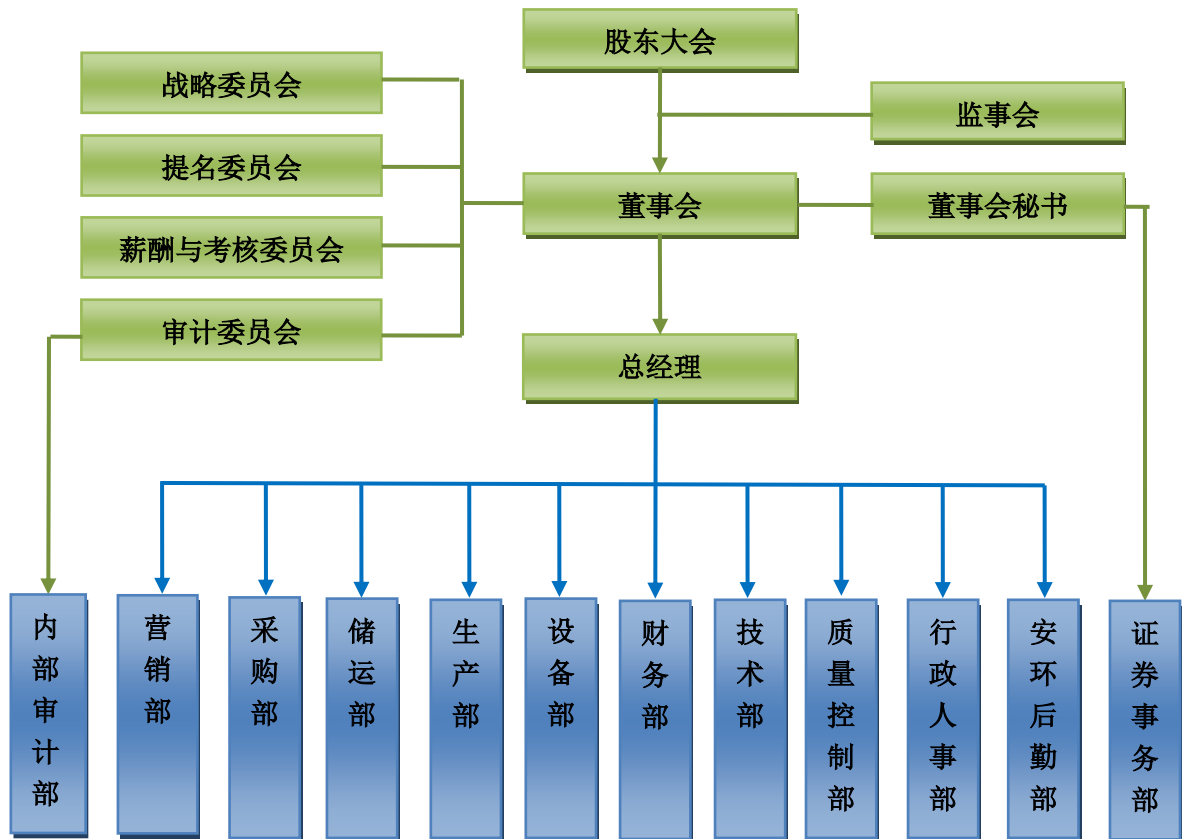 股东大会
战略委员会
监事会
提名委员会
董事会
董事会秘书
薪酬与考核委员会
审计委员会
总经理
内部审计部
营销部
采购部
储运部
生产部
设备部
财务部
技术部
质量控制部
行政人事部
安环后勤部
证券事务部